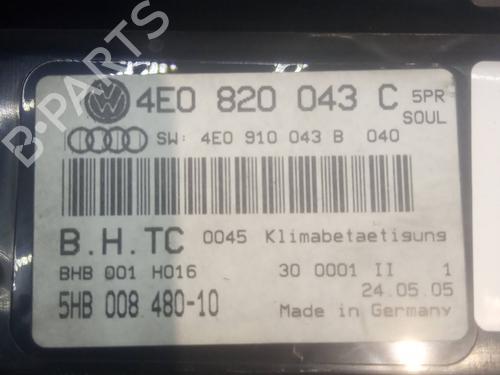 4E0 820 043 C 5PR
SOUL
SW: 4E0 910 043 B 040
B.H.TC 0045 Klimabetaetigung
BHB 001 H016 30 0001 II 1
5HB 008 480-10 24.05.05
Made in Germany
B-PARTS